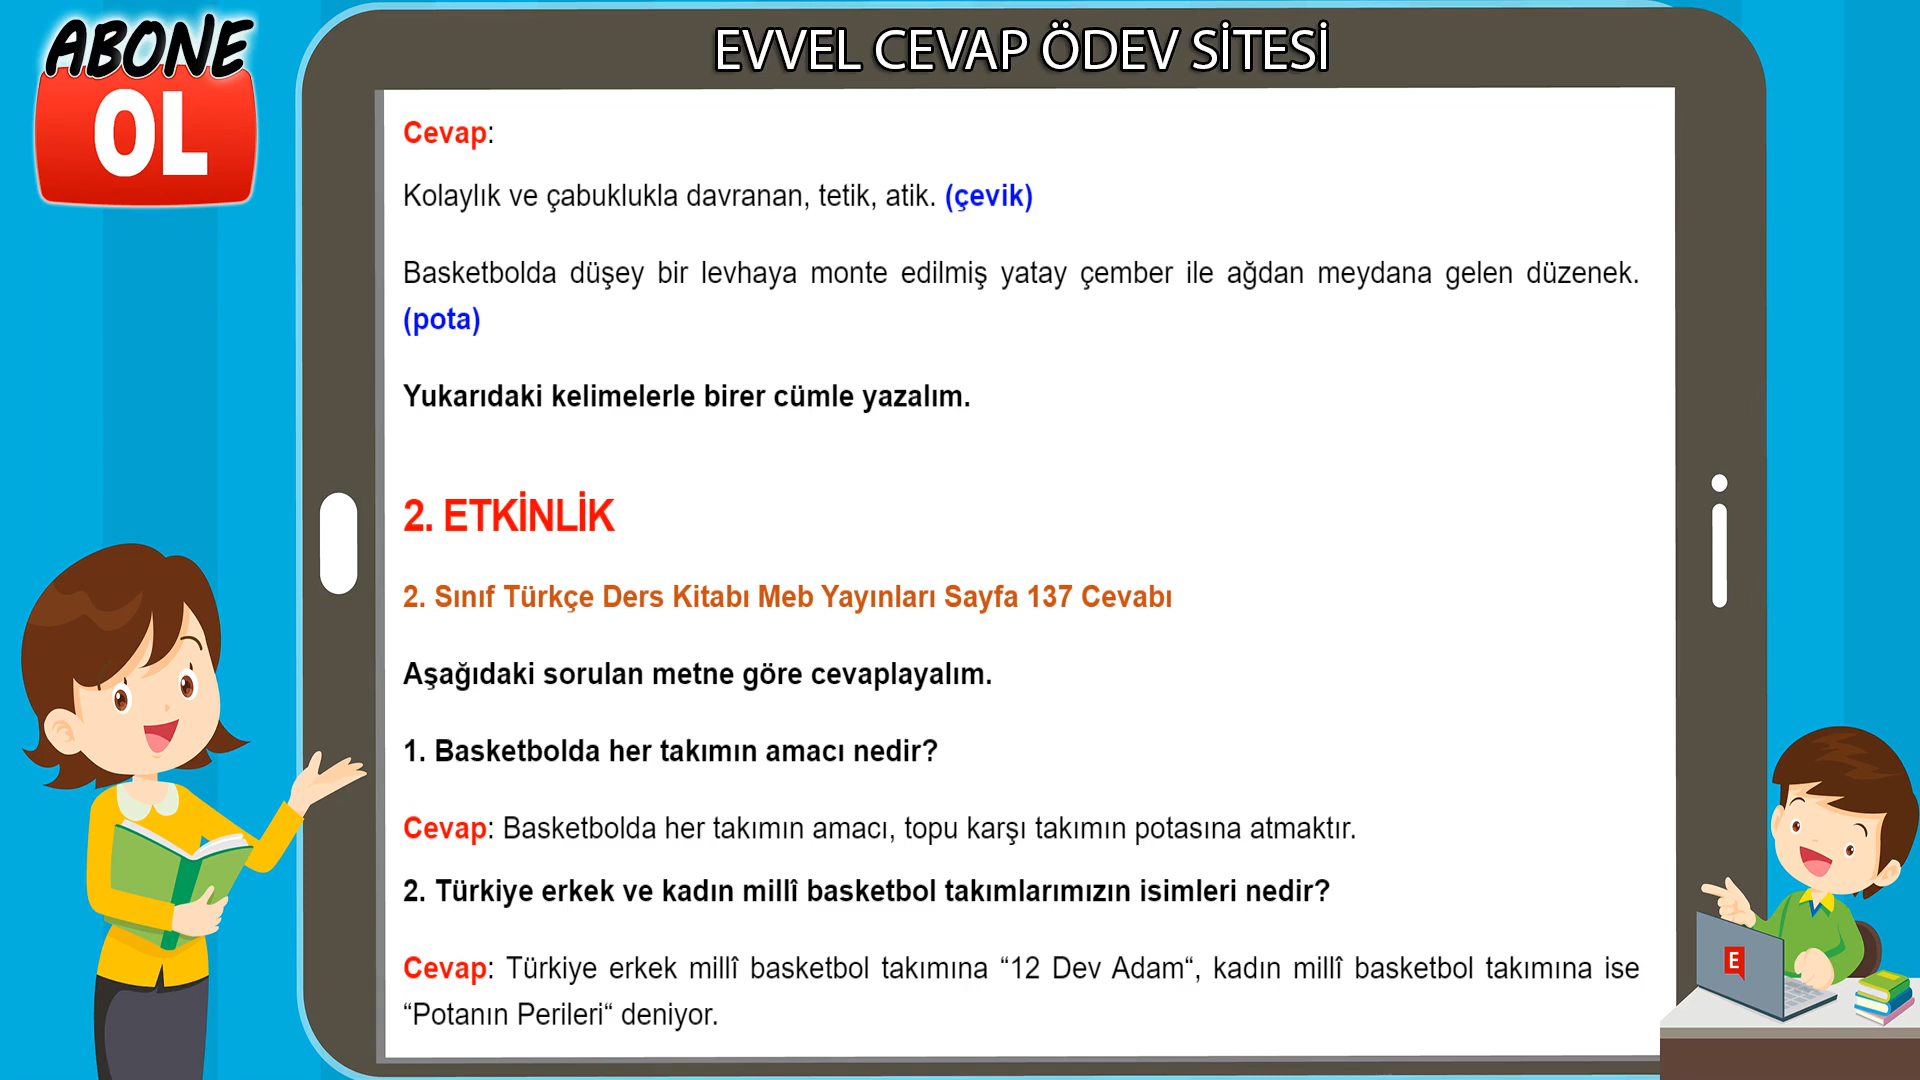 ABONE
OL
EVVEL CEVAP ÖDEV SİTESİ
Cevap:
Kolaylık ve çabuklukla davranan, tetik, atik. (çevik)
Basketbolda düşey bir levhaya monte edilmiş yatay çember ile ağdan meydana gelen düzenek.
(pota)
Yukarıdaki kelimelerle birer cümle yazalım.
2. ETKİNLİK
2. Sınıf Türkçe Ders Kitabı Meb Yayınları Sayfa 137 Cevabı
Aşağıdaki sorulan metne göre cevaplayalım.
1. Basketbolda her takımın amacı nedir?
Cevap: Basketbolda her takımın amacı, topu karşı takımın potasına atmaktır.
2. Türkiye erkek ve kadın millî basketbol takımlarımızın isimleri nedir?
Cevap: Türkiye erkek millî basketbol takımına “12 Dev Adam“, kadın millî basketbol takımına ise
“Potanın Perileri“ deniyor.
E